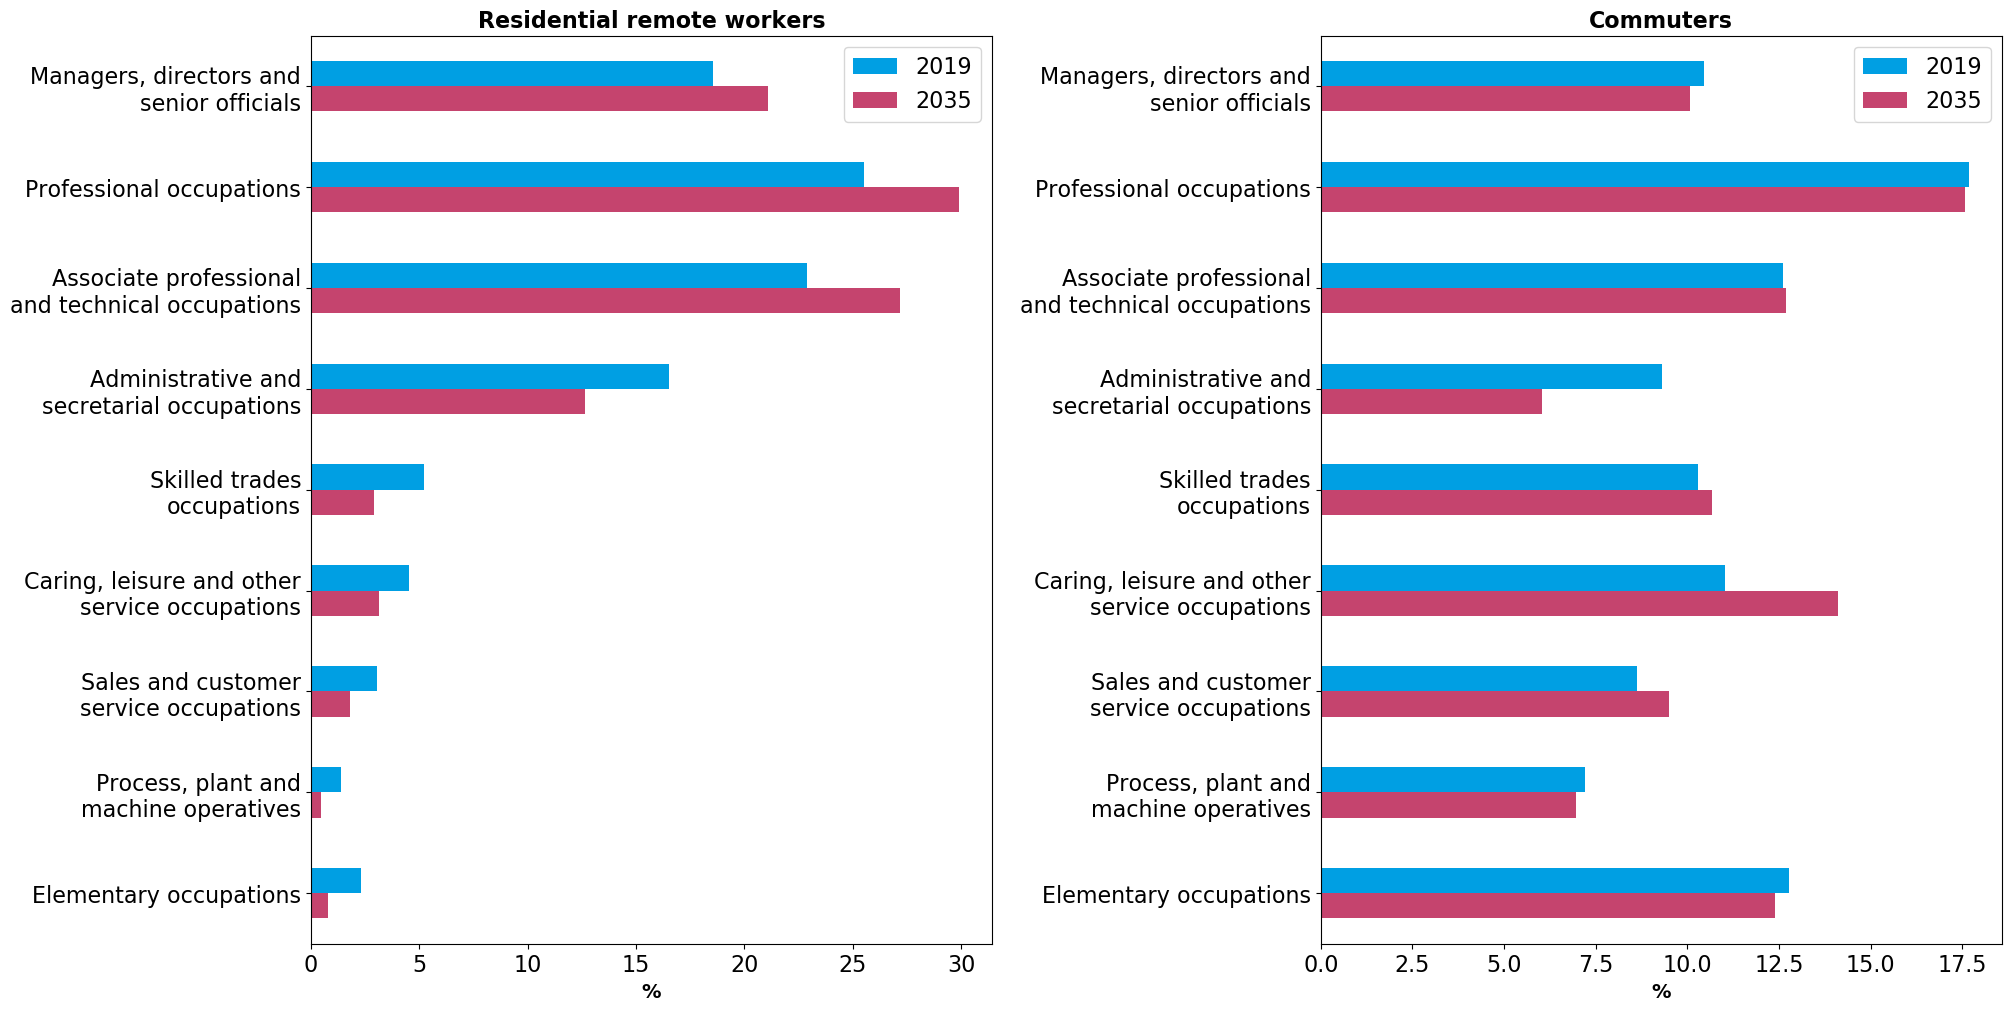 Residential remote workers
2019
2035
Managers, directors and
senior officials
Professional occupations
Associate professional
and technical occupations
Administrative and
secretarial occupations
Skilled trades
occupations
Caring, leisure and other
service occupations
Sales and customer
service occupations
Process, plant and
machine operatives
Elementary occupations
0 5 10 15 20 25 30
%
Commuters
2019
2035
Managers, directors and
senior officials
Professional occupations
Associate professional
and technical occupations
Administrative and
secretarial occupations
Skilled trades
occupations
Caring, leisure and other
service occupations
Sales and customer
service occupations
Process, plant and
machine operatives
Elementary occupations
0.0 2.5 5.0 7.5 10.0 12.5 15.0 17.5
%